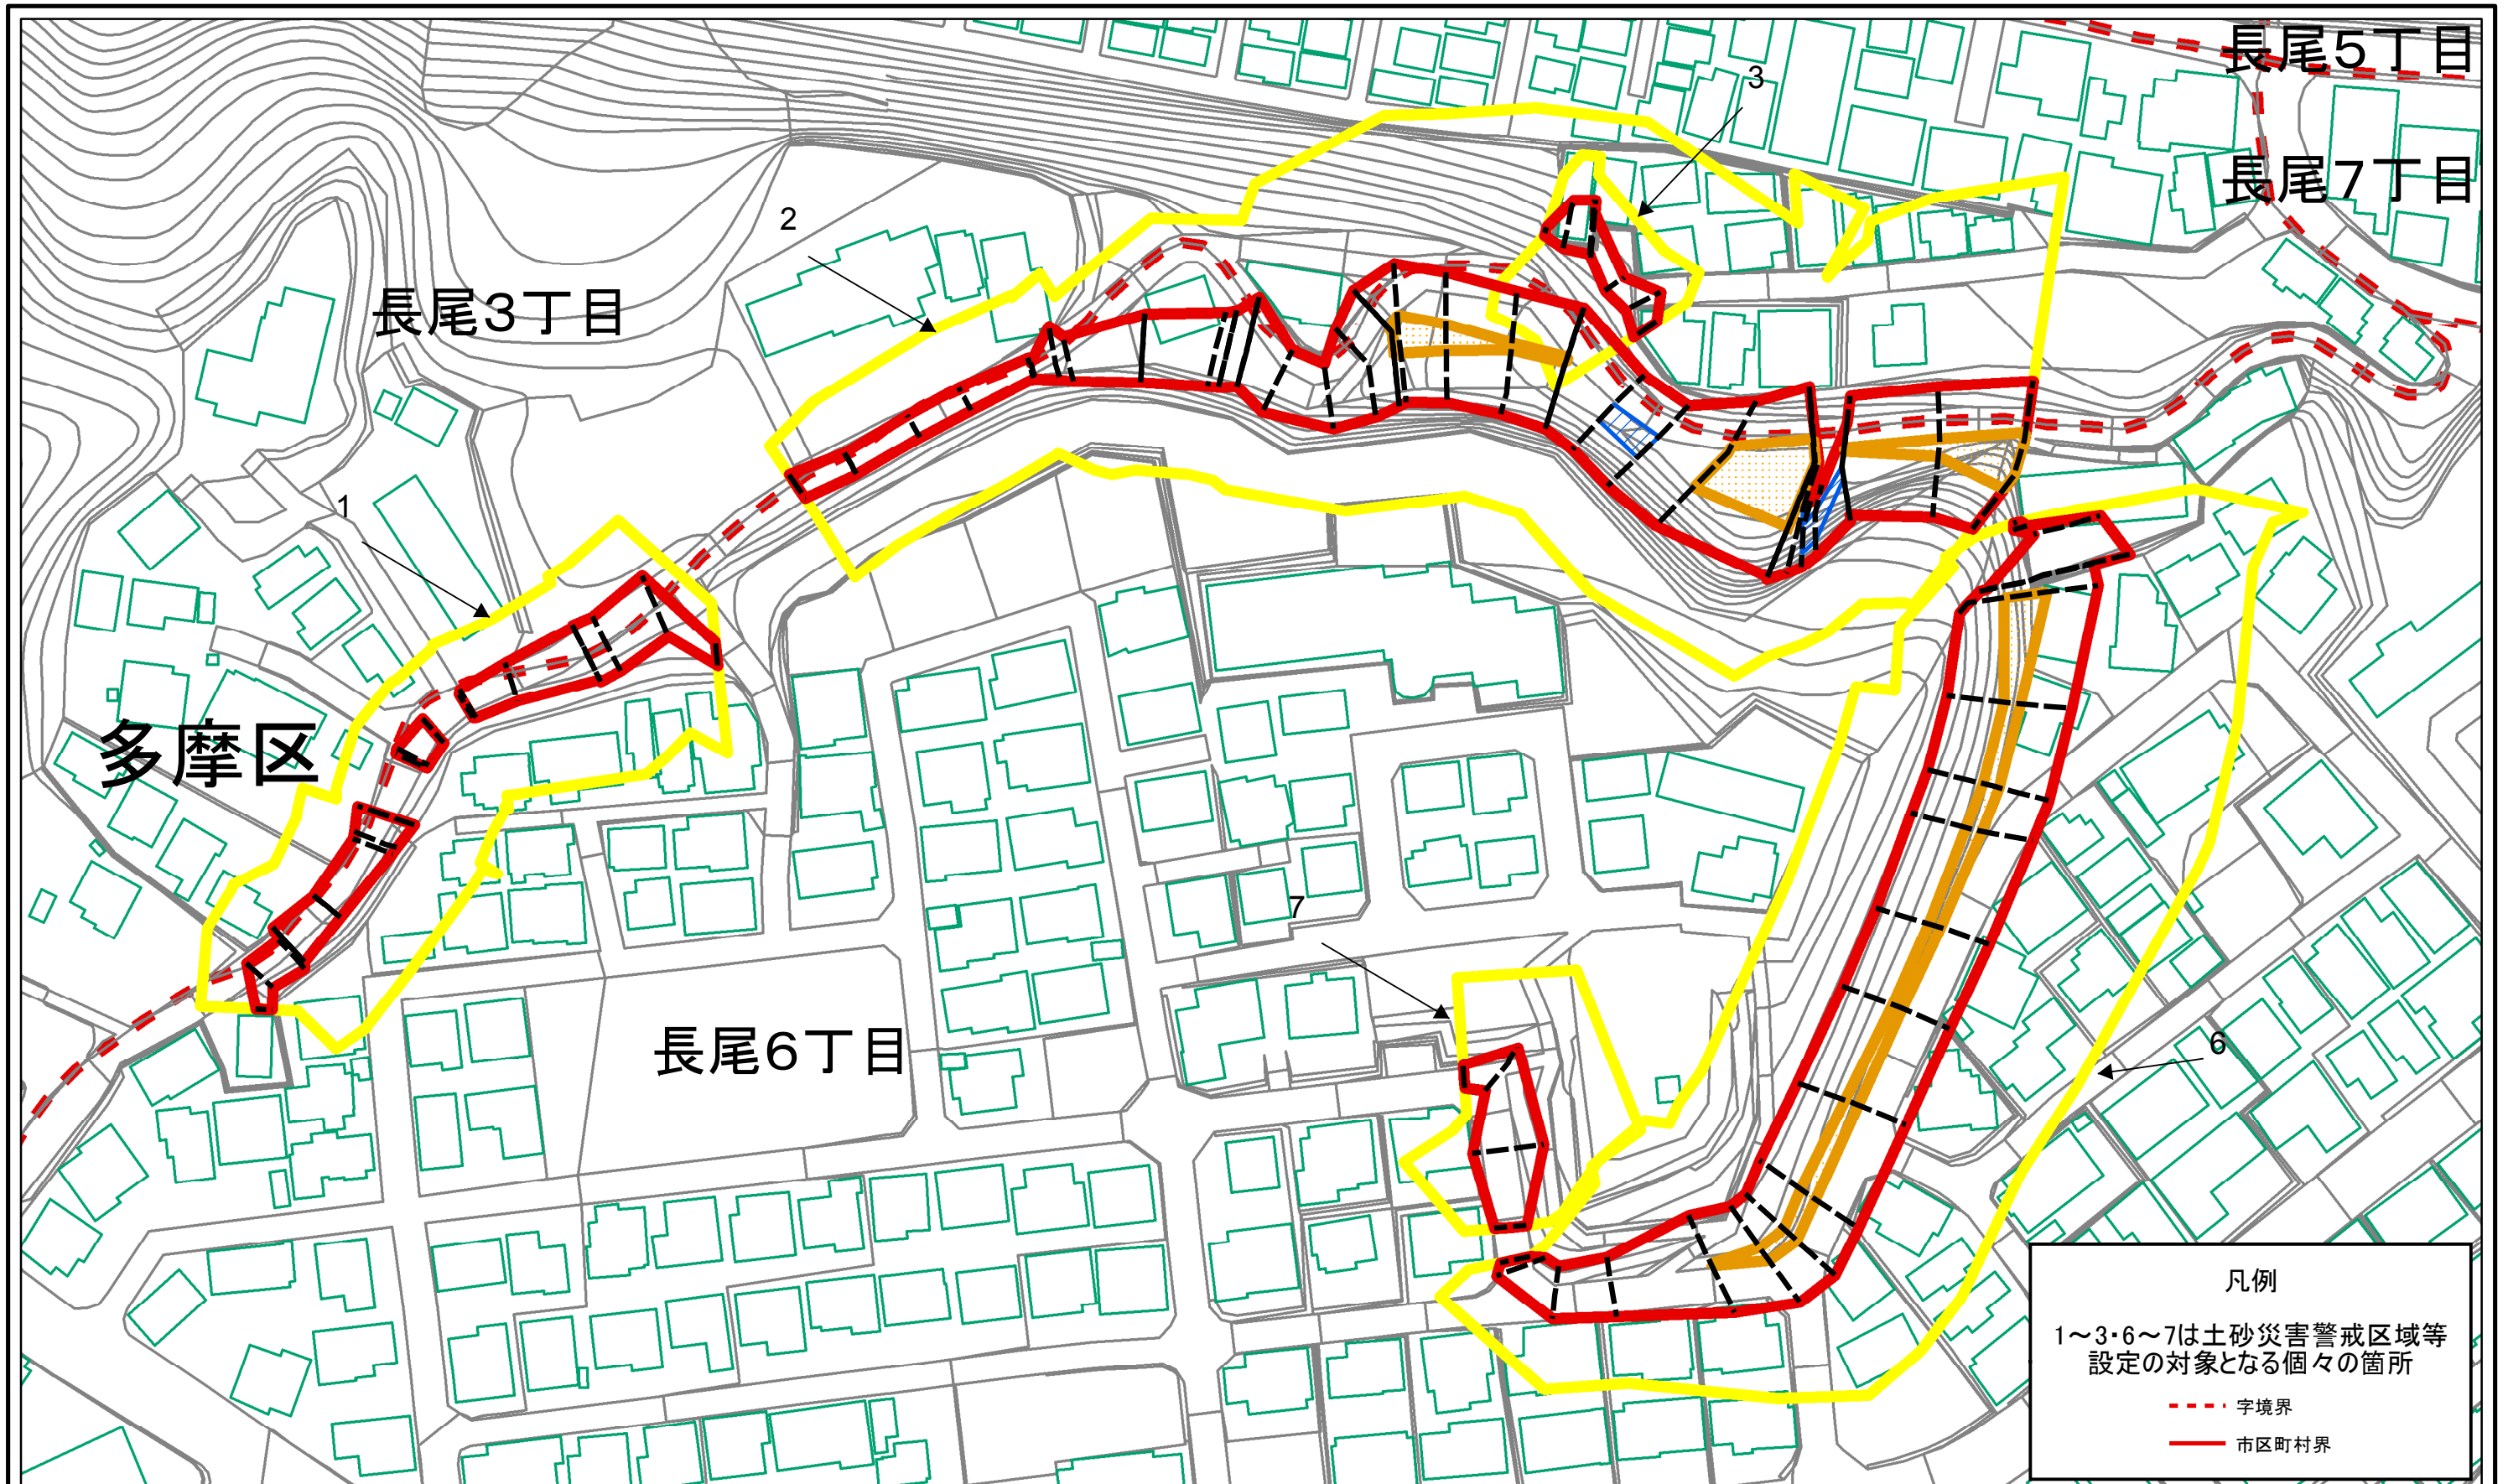 長尾5丁目
3
長尾7丁目
2
長尾3丁目
1
多摩区
7
長尾6丁目
6
凡例
1～3・6～7は土砂災害警戒区域等
設定の対象となる個々の箇所
字境界
市区町村界